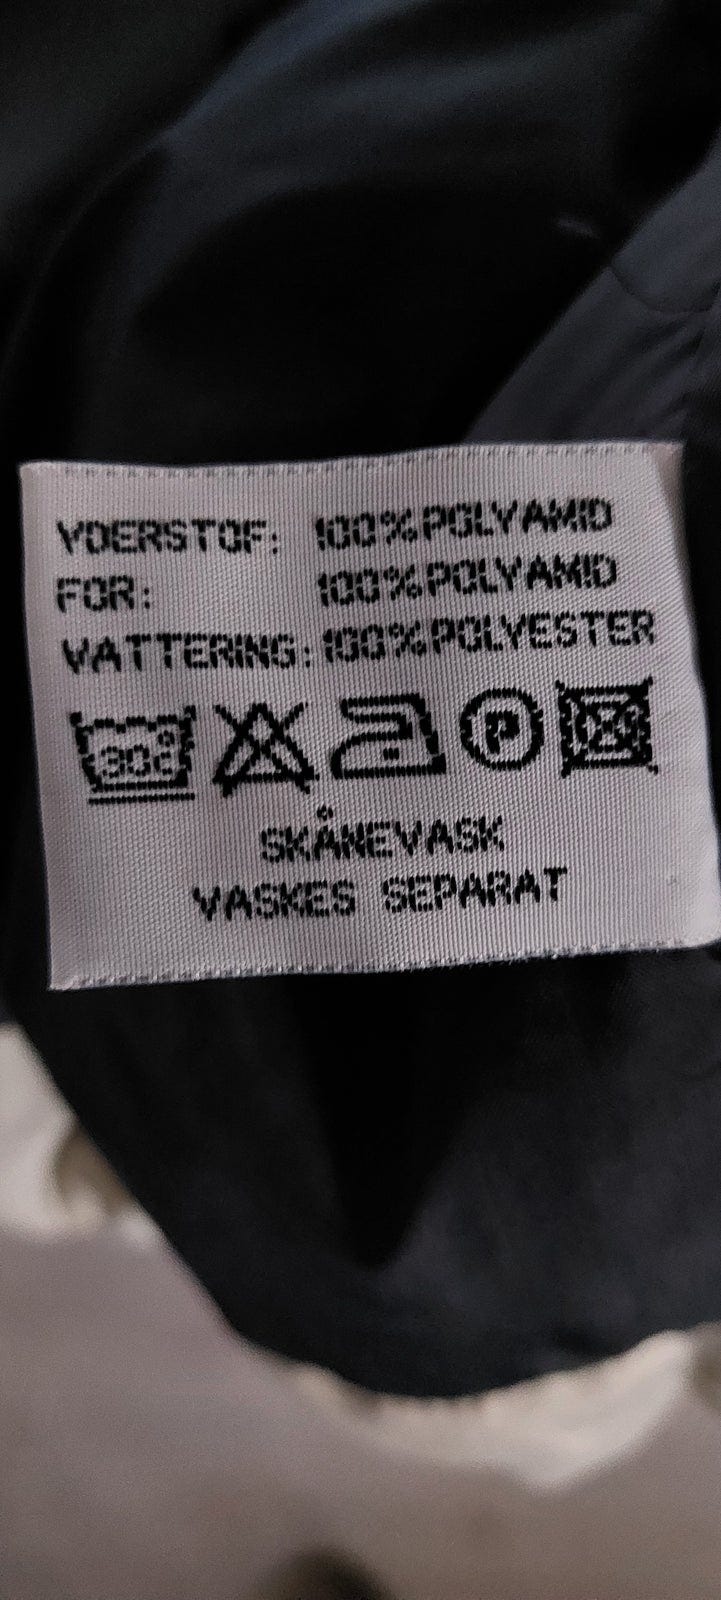 YDERSTOF: 100% POLYAMID
FOR: 100% POLYAMID
VATTERING: 100% POLYESTER
30° P
SKÅNEVASK
VASKES SEPARAT